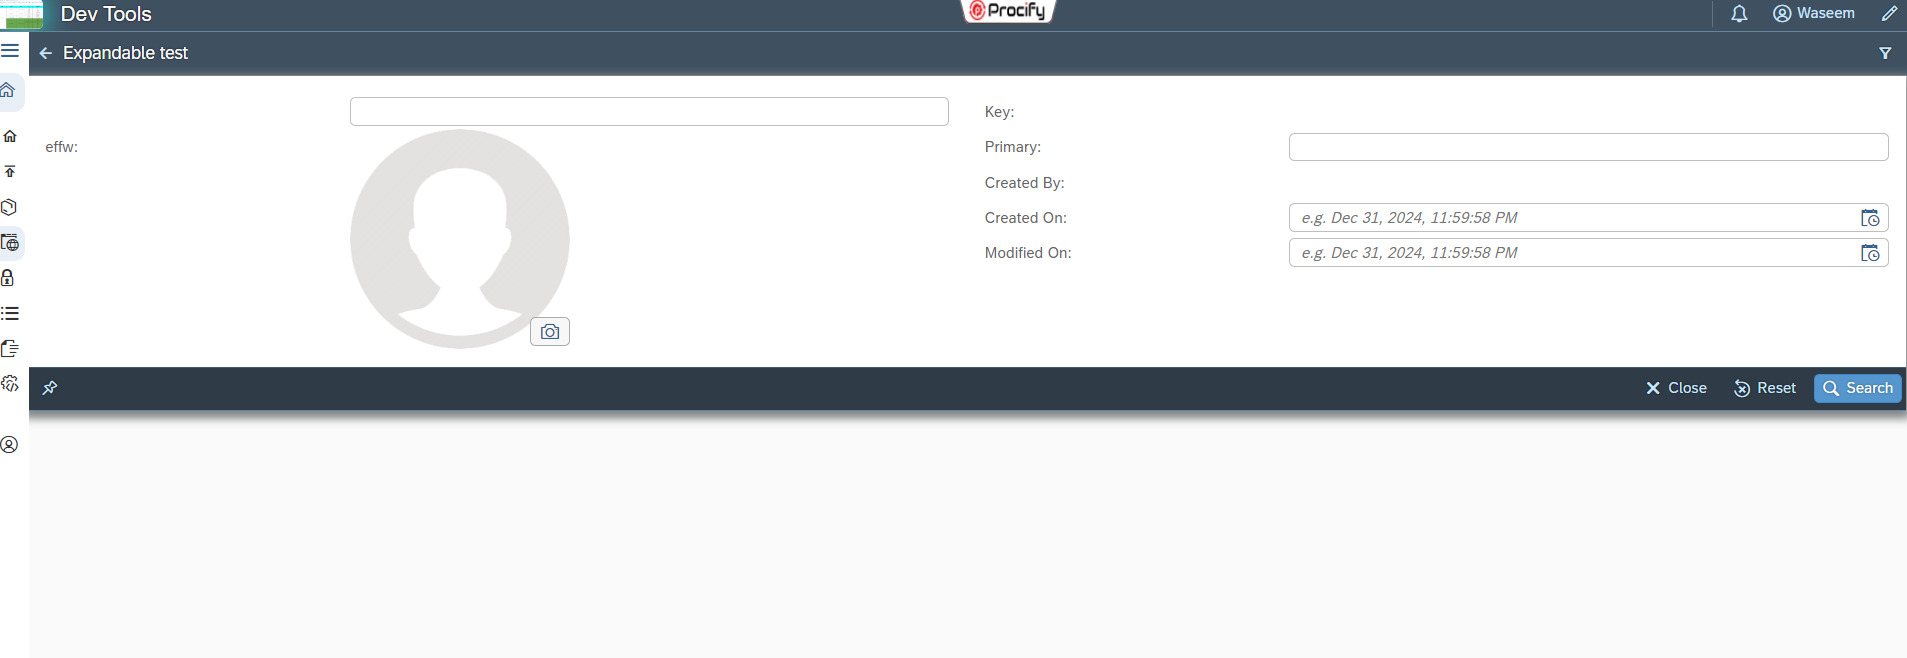 Dev Tools
Procify
Waseem
Expandable test
Key:
effw:
Primary:
Created By:
Created On:
e.g. Dec 31, 2024, 11:59:58 PM
Modified On:
e.g. Dec 31, 2024, 11:59:58 PM
Close
Reset
Search